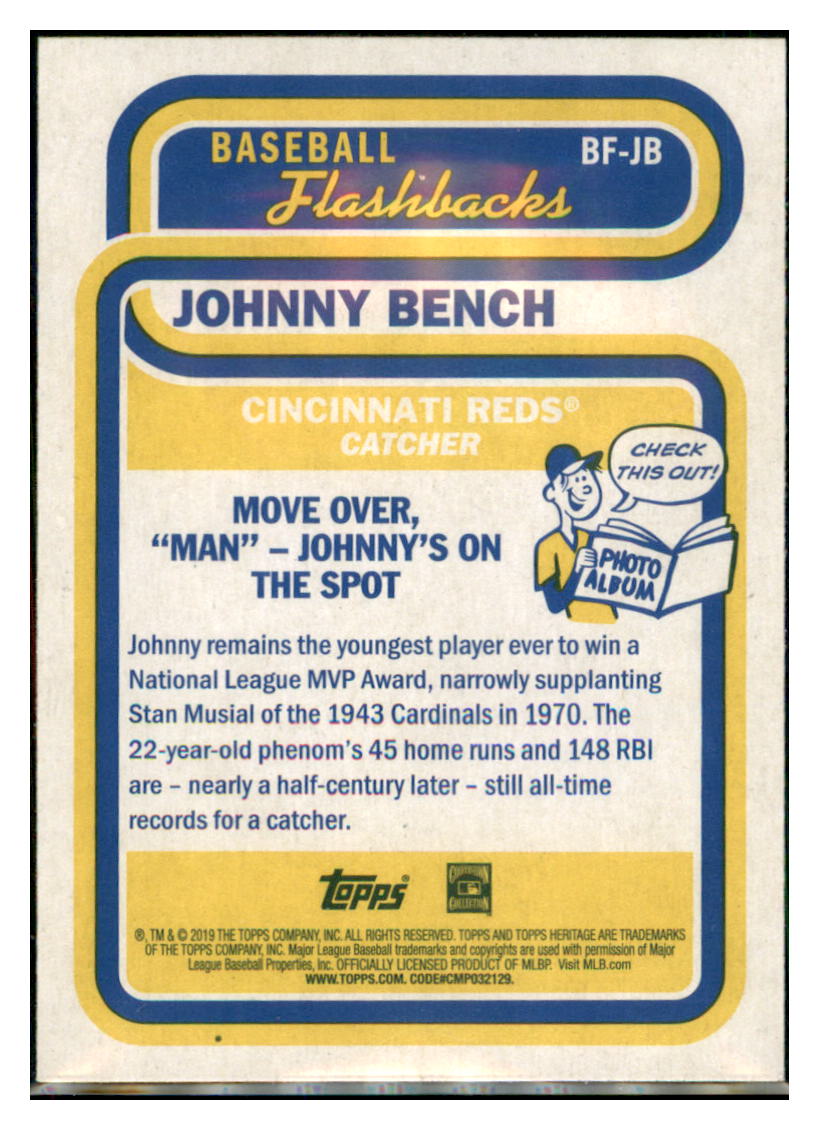 BASEBALL
BF-JB
Flashbacks
JOHNNY BENCH
CINCINNATI REDS®
CATCHER
CHECK
THIS OUT!
PHOTO
ALBUM
MOVE OVER,
“MAN” – JOHNNY’S ON
THE SPOT
Johnny remains the youngest player ever to win a
National League MVP Award, narrowly supplanting
Stan Musial of the 1943 Cardinals in 1970. The
22-year-old phenom’s 45 home runs and 148 RBI
are – nearly a half-century later – still all-time
records for a catcher.
Topps®
COOPERSTOWN
COLLECTION
®, TM & © 2019 THE TOPPS COMPANY, INC. ALL RIGHTS RESERVED. TOPPS AND TOPPS HERITAGE ARE TRADEMARKS
OF THE TOPPS COMPANY, INC. Major League Baseball trademarks and copyrights are used with permission of Major
League Baseball Properties, Inc. OFFICIALLY LICENSED PRODUCT OF MLBP. Visit MLB.com
WWW.TOPPS.COM. CODE#CMP032129.